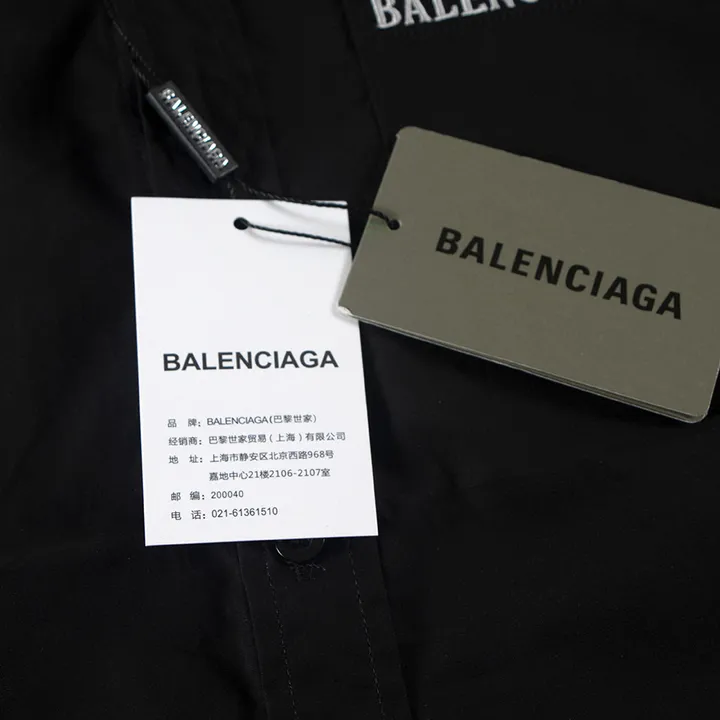 BALENCIAGA
BALENCIAGA
BALENCIAGA
品 牌：BALENCIAGA(巴黎世家)
经销商：巴黎世家贸易(上海)有限公司
地 址：上海市静安区北京西路968号
嘉地中心21楼2106-2107室
邮 编：200040
电 话：021-61361510